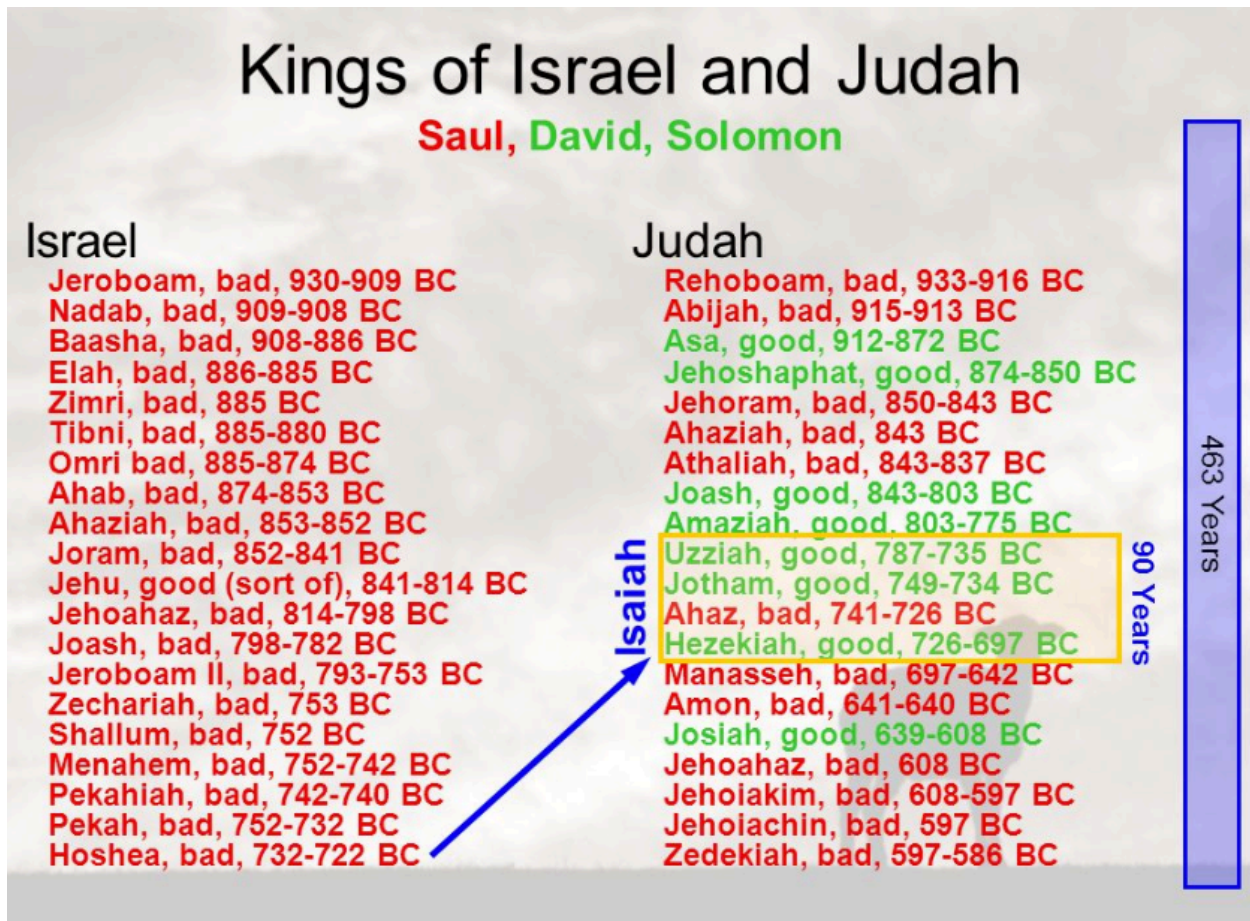 Kings of Israel and Judah
Saul, David, Solomon
Israel
Jeroboam, bad, 930-909 BC
Nadab, bad, 909-908 BC
Baasha, bad, 908-886 BC
Elah, bad, 886-885 BC
Zimri, bad, 885 BC
Tibni, bad, 885-880 BC
Omri bad, 885-874 BC
Ahab, bad, 874-853 BC
Ahaziah, bad, 853-852 BC
Joram, bad, 852-841 BC
Jehu, good (sort of), 841-814 BC
Jehoahaz, bad, 814-798 BC
Joash, bad, 798-782 BC
Jeroboam II, bad, 793-753 BC
Zechariah, bad, 753 BC
Shallum, bad, 752 BC
Menahem, bad, 752-742 BC
Pekahiah, bad, 742-740 BC
Pekah, bad, 752-732 BC
Hoshea, bad, 732-722 BC
Judah
Rehoboam, bad, 933-916 BC
Abijah, bad, 915-913 BC
Asa, good, 912-872 BC
Jehoshaphat, good, 874-850 BC
Jehoram, bad, 850-843 BC
Ahaziah, bad, 843 BC
Athaliah, bad, 843-837 BC
Joash, good, 843-803 BC
Amaziah, good, 803-775 BC
Uzziah, good, 787-735 BC
Jotham, good, 749-734 BC
Ahaz, bad, 741-726 BC
Hezekiah, good, 726-697 BC
Manasseh, bad, 697-642 BC
Amon, bad, 641-640 BC
Josiah, good, 639-608 BC
Jehoahaz, bad, 608 BC
Jehoiakim, bad, 608-597 BC
Jehoiachin, bad, 597 BC
Zedekiah, bad, 597-586 BC
Isaiah
90 Years
463 Years